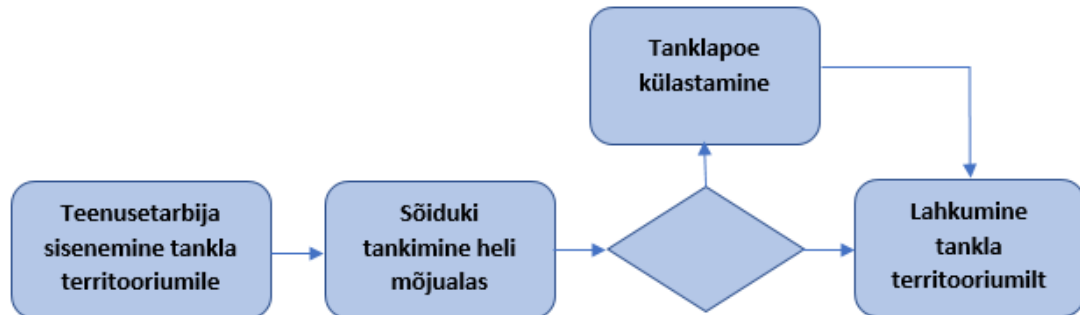 Tanklapoe
külastamine
Teenusetarbija
sisenemine tankla
territooriumile
Sõiduki
tankimine heli
mõjualas
Lahkumine
tankla
territooriumilt